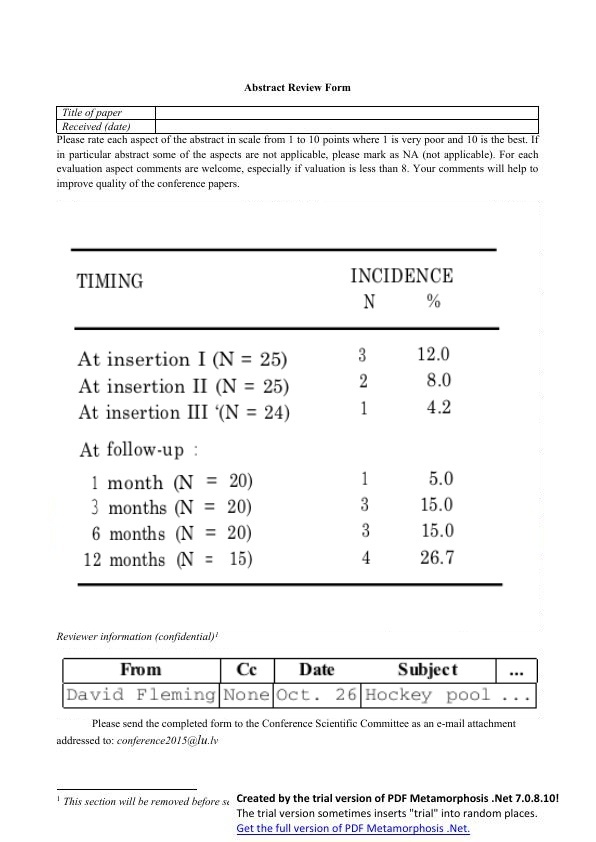 Abstract Review Form
Title of paper
Received (date)
Please rate each aspect of the abstract in scale from 1 to 10 points where 1 is very poor and 10 is the best. If
in particular abstract some of the aspects are not applicable, please mark as NA (not applicable). For each
evaluation aspect comments are welcome, especially if valuation is less than 8. Your comments will help to
improve quality of the conference papers.
TIMING INCIDENCE
N %
At insertion I (N = 25) 3 12.0
At insertion II (N = 25) 2 8.0
At insertion III ‘(N = 24) 1 4.2
At follow-up :
1 month (N = 20) 1 5.0
3 months (N = 20) 3 15.0
6 months (N = 20) 3 15.0
12 months (N = 15) 4 26.7
Reviewer information (confidential)1
From Cc Date Subject ...
David Fleming None Oct. 26 Hockey pool ...
Please send the completed form to the Conference Scientific Committee as an e-mail attachment
addressed to: conference2015@lu.lv
1 This section will be removed before
Created by the trial version of PDF Metamorphosis .Net 7.0.8.10!
The trial version sometimes inserts "trial" into random places.
Get the full version of PDF Metamorphosis .Net.